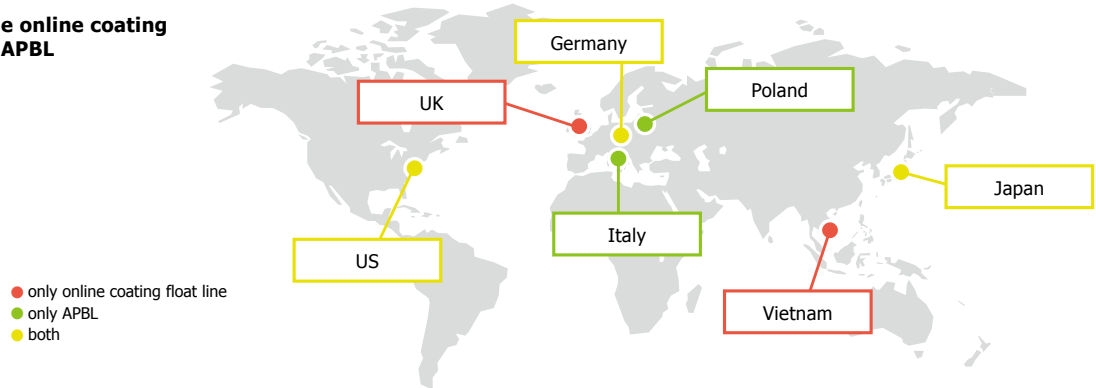 e online coating
APBL
Germany
Poland
UK
Japan
Italy
US
Vietnam
only online coating float line
only APBL
both